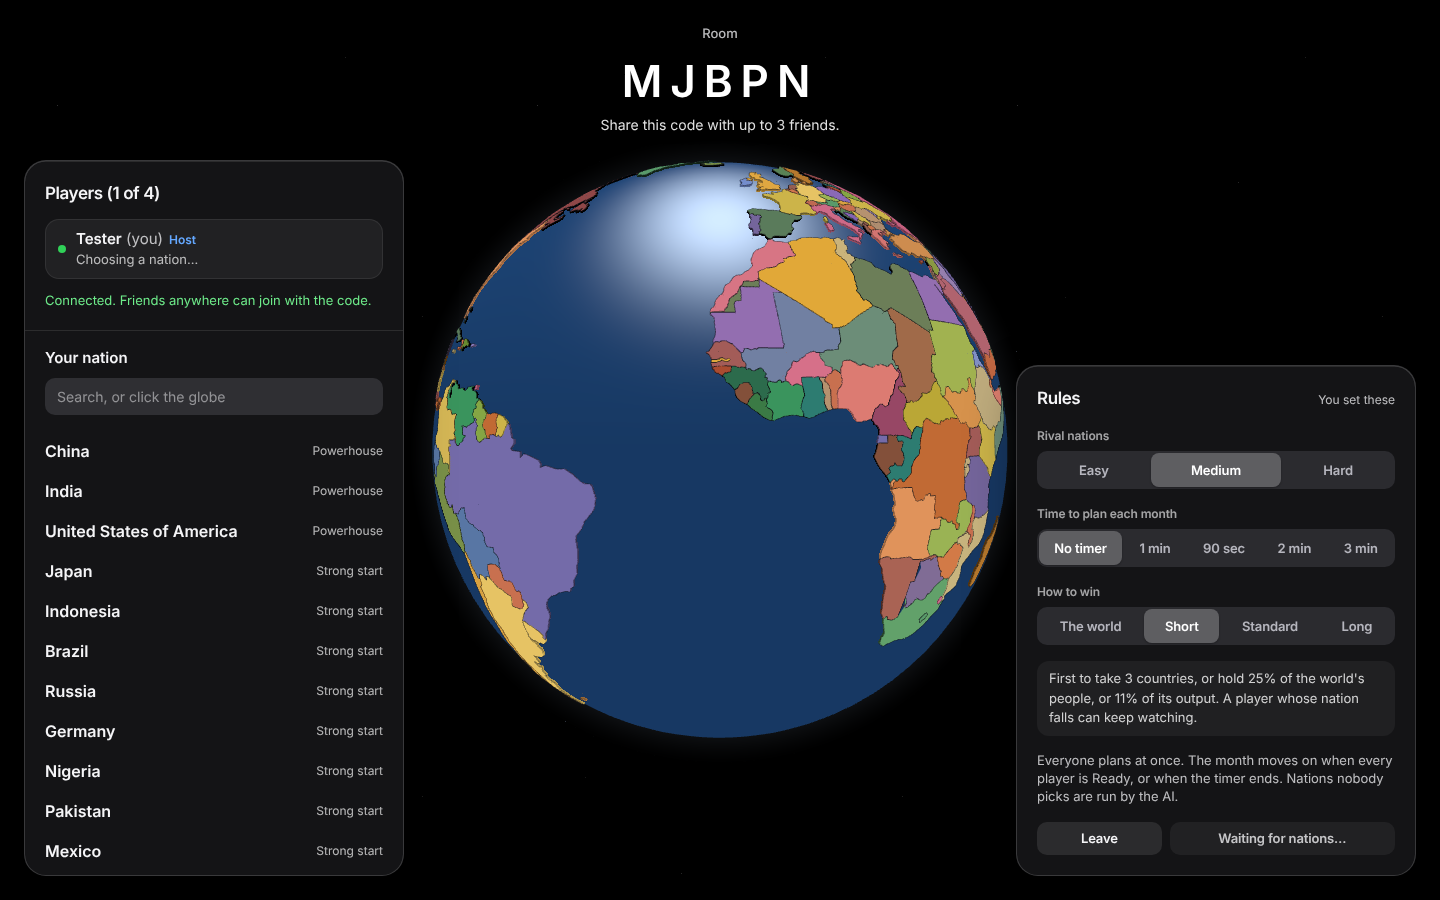 Room
MJBPN
Share this code with up to 3 friends.
Players (1 of 4)
Tester (you) Host
Choosing a nation...
Connected. Friends anywhere can join with the code.
Your nation
Search, or click the globe
China Powerhouse
India Powerhouse
United States of America Powerhouse
Japan Strong start
Indonesia Strong start
Brazil Strong start
Russia Strong start
Germany Strong start
Nigeria Strong start
Pakistan Strong start
Mexico Strong start
Rules You set these
Rival nations
Easy Medium Hard
Time to plan each month
No timer 1 min 90 sec 2 min 3 min
How to win
The world Short Standard Long
First to take 3 countries, or hold 25% of the world's
people, or 11% of its output. A player whose nation
falls can keep watching.
Everyone plans at once. The month moves on when every
player is Ready, or when the timer ends. Nations nobody
picks are run by the AI.
Leave Waiting for nations...